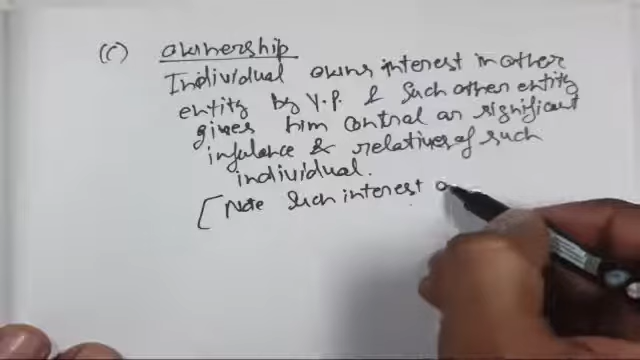 (C) ownership
Individual owns interest in other
entity by V.P. & Such other entity
gives him control or significant
infulance & relatives of such
individual.
[Note Such interest